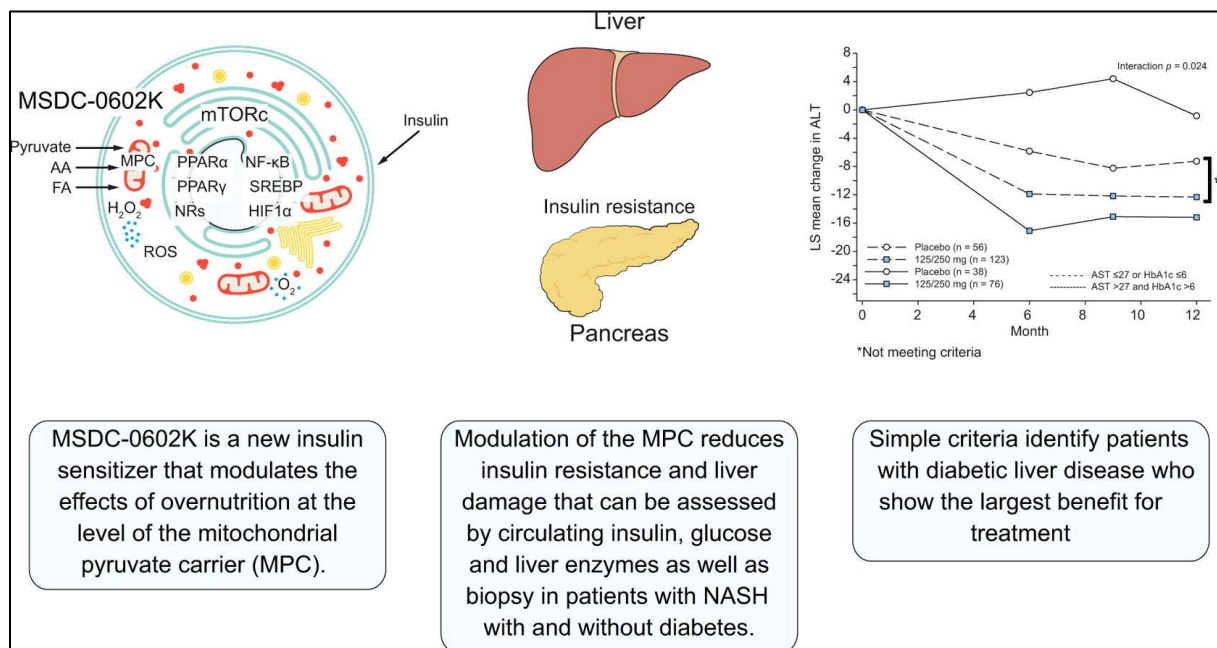 MSDC-0602K
mTORc
Pyruvate
AA
FA
MPC
H₂O₂
ROS
PPARα
PPARγ
NRs
NF-κB
SREBP
HIF1α
O₂
Insulin
Liver
Insulin resistance
Pancreas
LS mean change in ALT
8
4
0
-4
-8
-12
-16
-20
-24
Interaction p = 0.024
*
Placebo (n = 56)
125/250 mg (n = 123)
Placebo (n = 38)
125/250 mg (n = 76)
AST ≤27 or HbA1c ≤6
AST >27 and HbA1c >6
0 2 4 6 8 10 12
Month
*Not meeting criteria
MSDC-0602K is a new insulin
sensitizer that modulates the
effects of overnutrition at the
level of the mitochondrial
pyruvate carrier (MPC).
Modulation of the MPC reduces
insulin resistance and liver
damage that can be assessed
by circulating insulin, glucose
and liver enzymes as well as
biopsy in patients with NASH
with and without diabetes.
Simple criteria identify patients
with diabetic liver disease who
show the largest benefit for
treatment